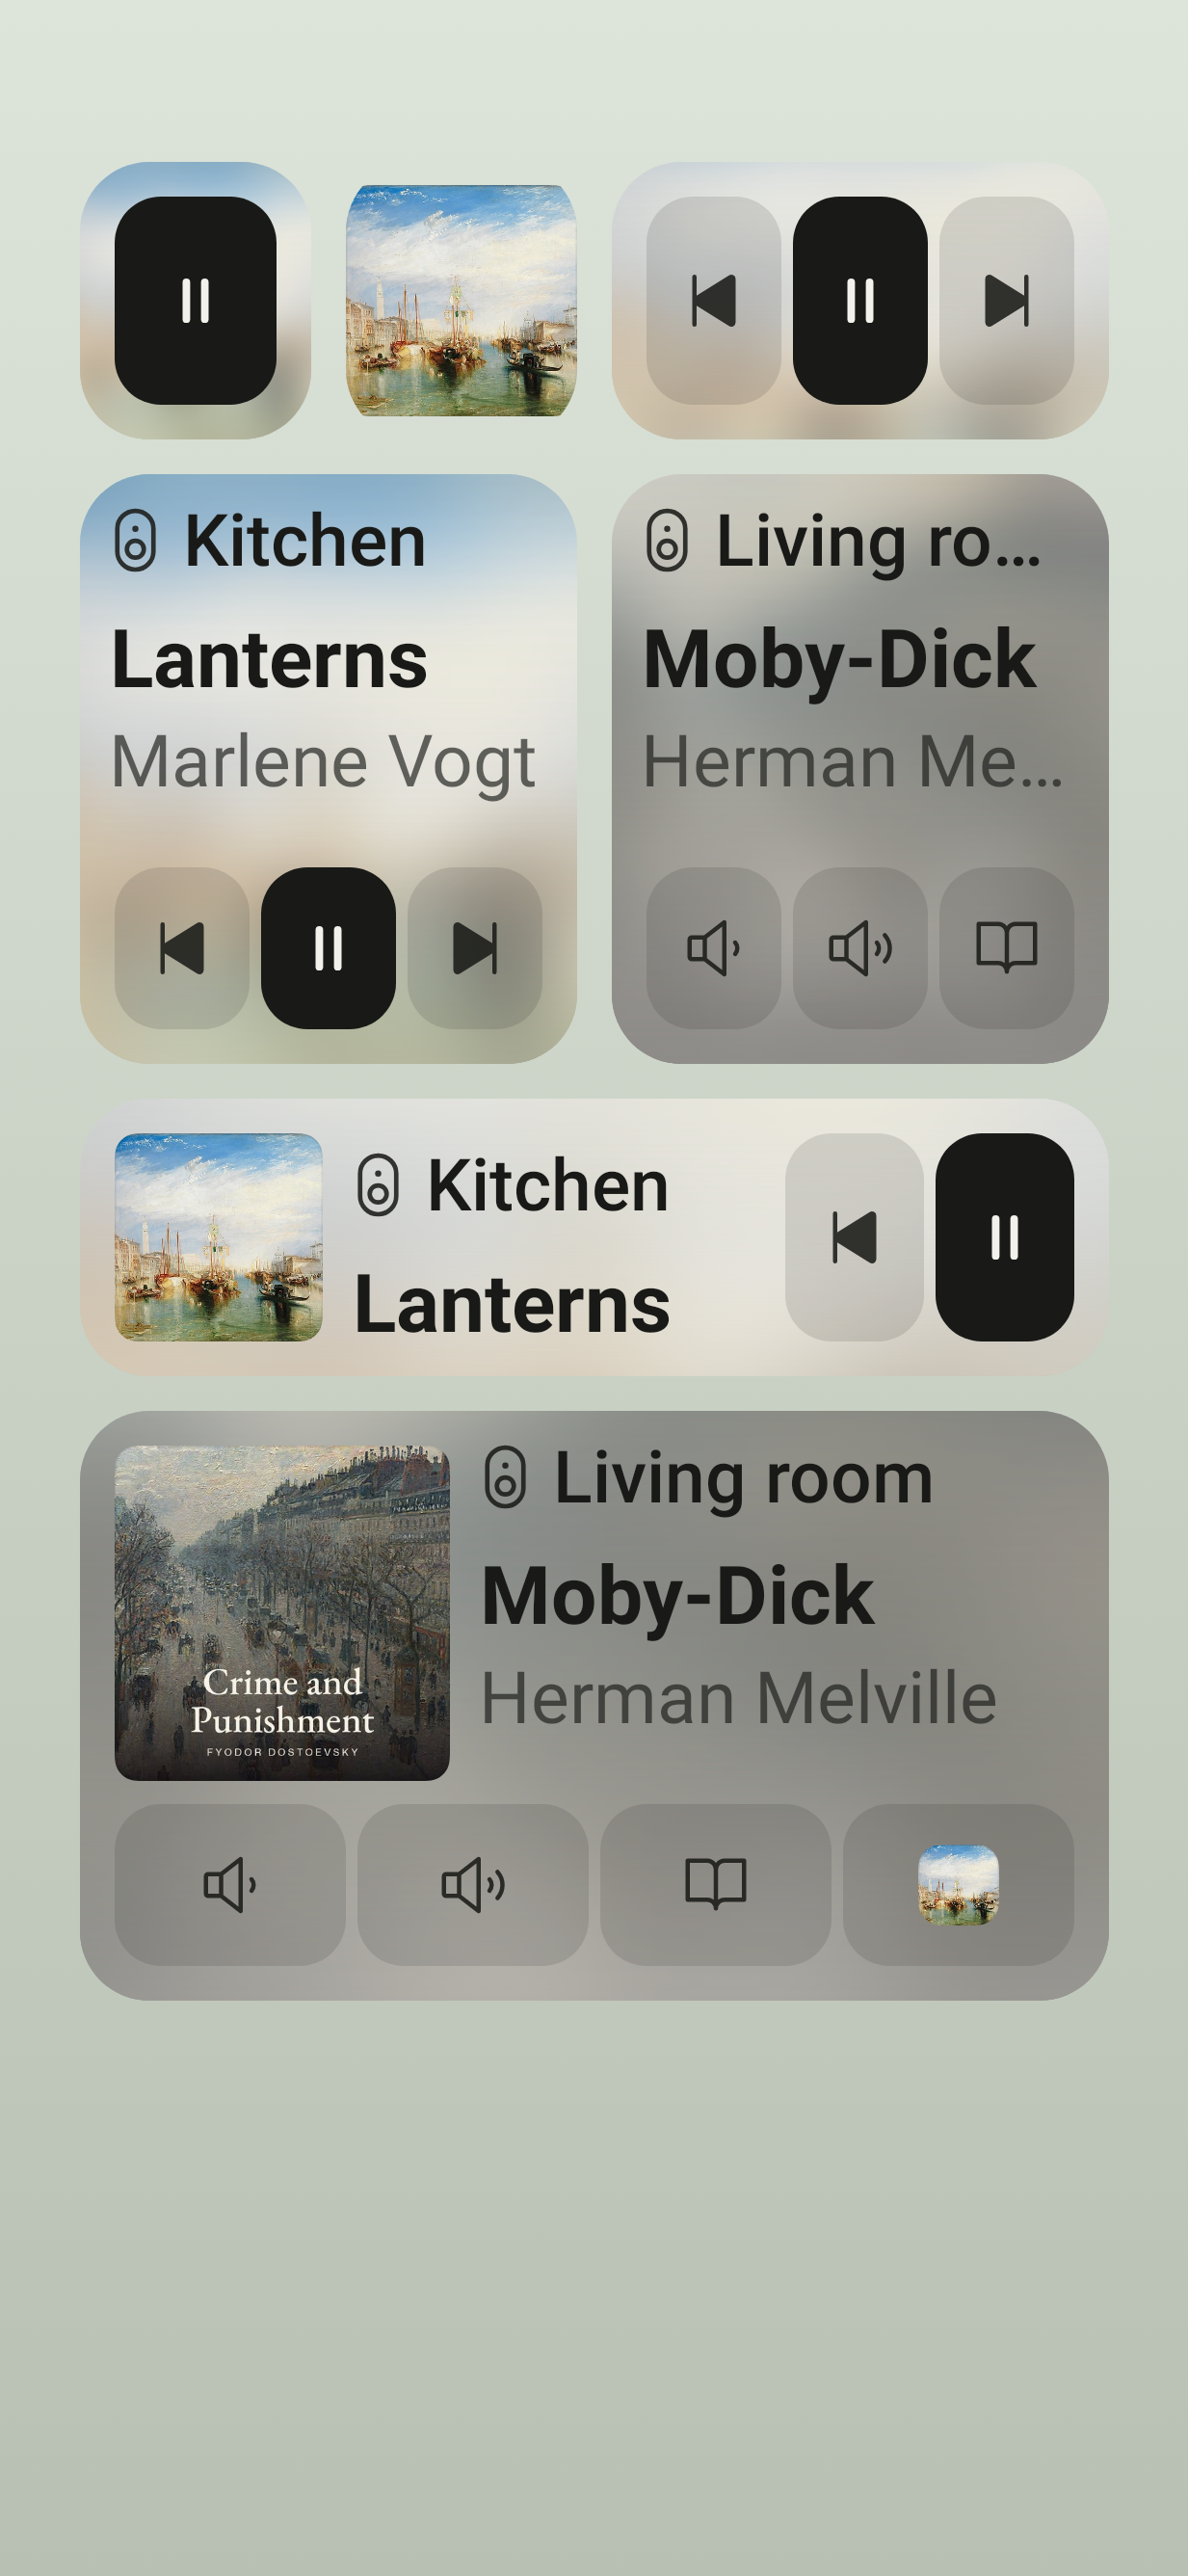 Kitchen
Lanterns
Marlene Vogt
Living ro...
Moby-Dick
Herman Me...
Kitchen
Lanterns
Living room
Moby-Dick
Herman Melville
Crime and
Punishment
FYODOR DOSTOEVSKY